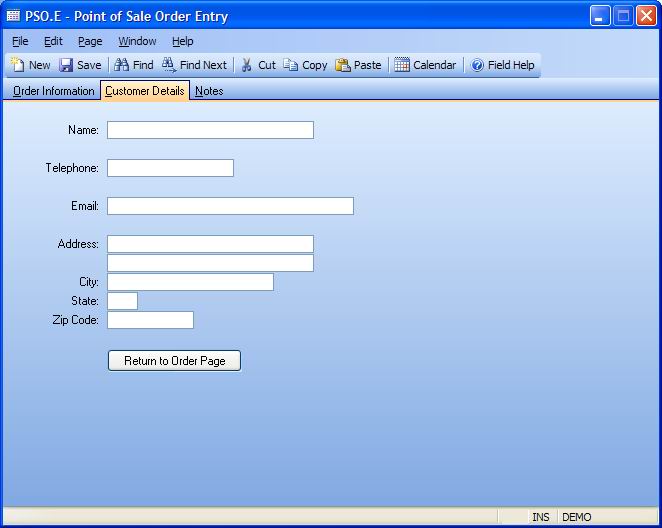 PSO.E - Point of Sale Order Entry
File Edit Page Window Help
New Save Find Find Next Cut Copy Paste Calendar Field Help
Order Information Customer Details Notes
Name:
Telephone:
Email:
Address:
City:
State:
Zip Code:
Return to Order Page
INS DEMO